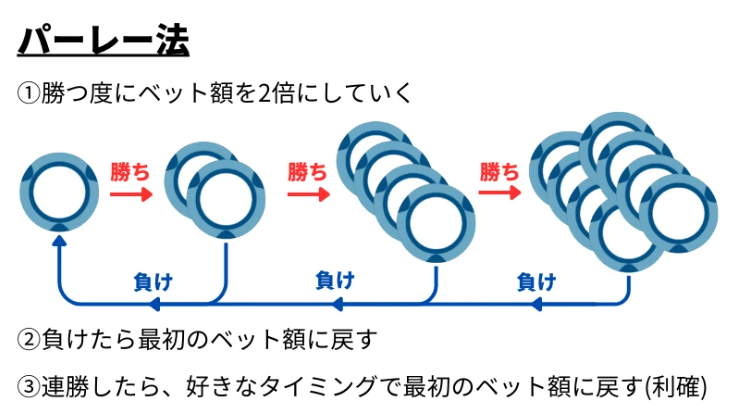 パーレー法
①勝つ度にベット額を2倍にしていく
勝ち
勝ち
勝ち
負け
負け
負け
②負けたら最初のベット額に戻す
③連勝したら、好きなタイミングで最初のベット額に戻す(利確)